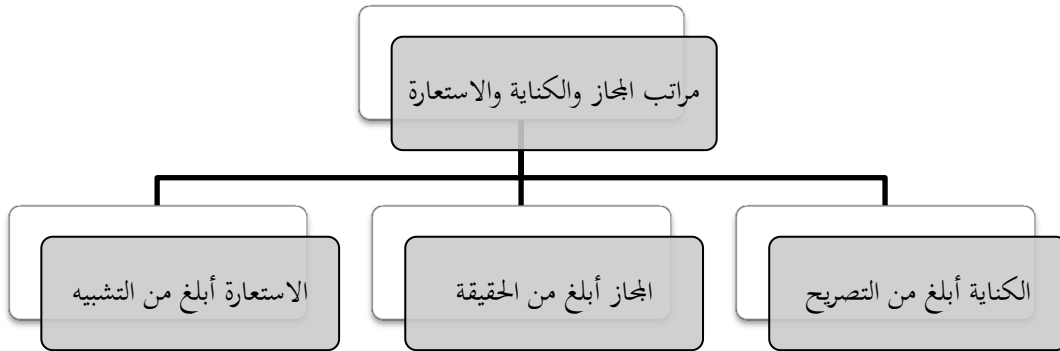 مراتب المجاز والكناية والاستعارة
الكناية أبلغ من التصريح
المجاز أبلغ من الحقيقة
الاستعارة أبلغ من التشبيه